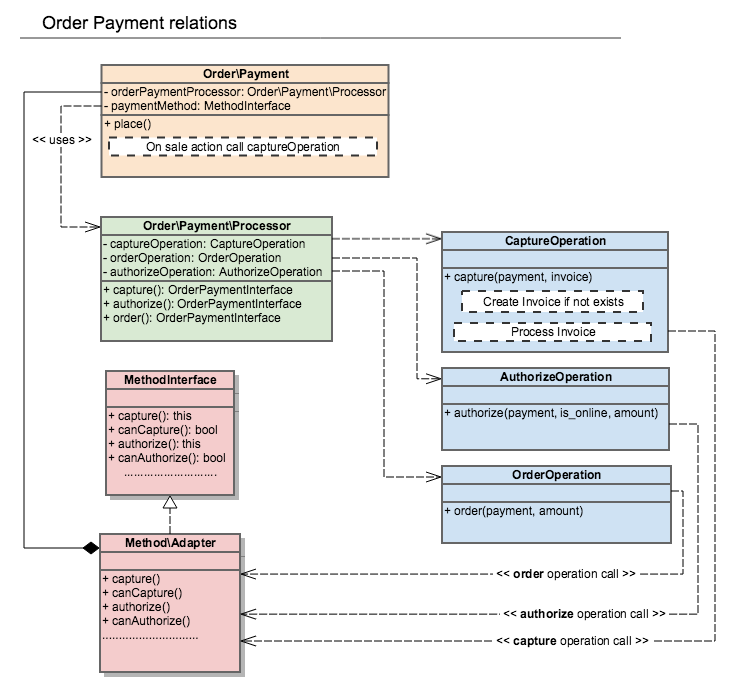 Order Payment relations
Order\Payment
- orderPaymentProcessor: Order\Payment\Processor
- paymentMethod: MethodInterface
+ place()
On sale action call captureOperation
<< uses >>
Order\Payment\Processor
- captureOperation: CaptureOperation
- orderOperation: OrderOperation
- authorizeOperation: AuthorizeOperation
+ capture(): OrderPaymentInterface
+ authorize(): OrderPaymentInterface
+ order(): OrderPaymentInterface
CaptureOperation
+ capture(payment, invoice)
Create Invoice if not exists
Process Invoice
MethodInterface
+ capture(): this
+ canCapture(): bool
+ authorize(): this
+ canAuthorize(): bool
............................
AuthorizeOperation
+ authorize(payment, is_online, amount)
OrderOperation
+ order(payment, amount)
Method\Adapter
+ capture()
+ canCapture()
+ authorize()
+ canAuthorize()
.............................
<< order operation call >>
<< authorize operation call >>
<< capture operation call >>